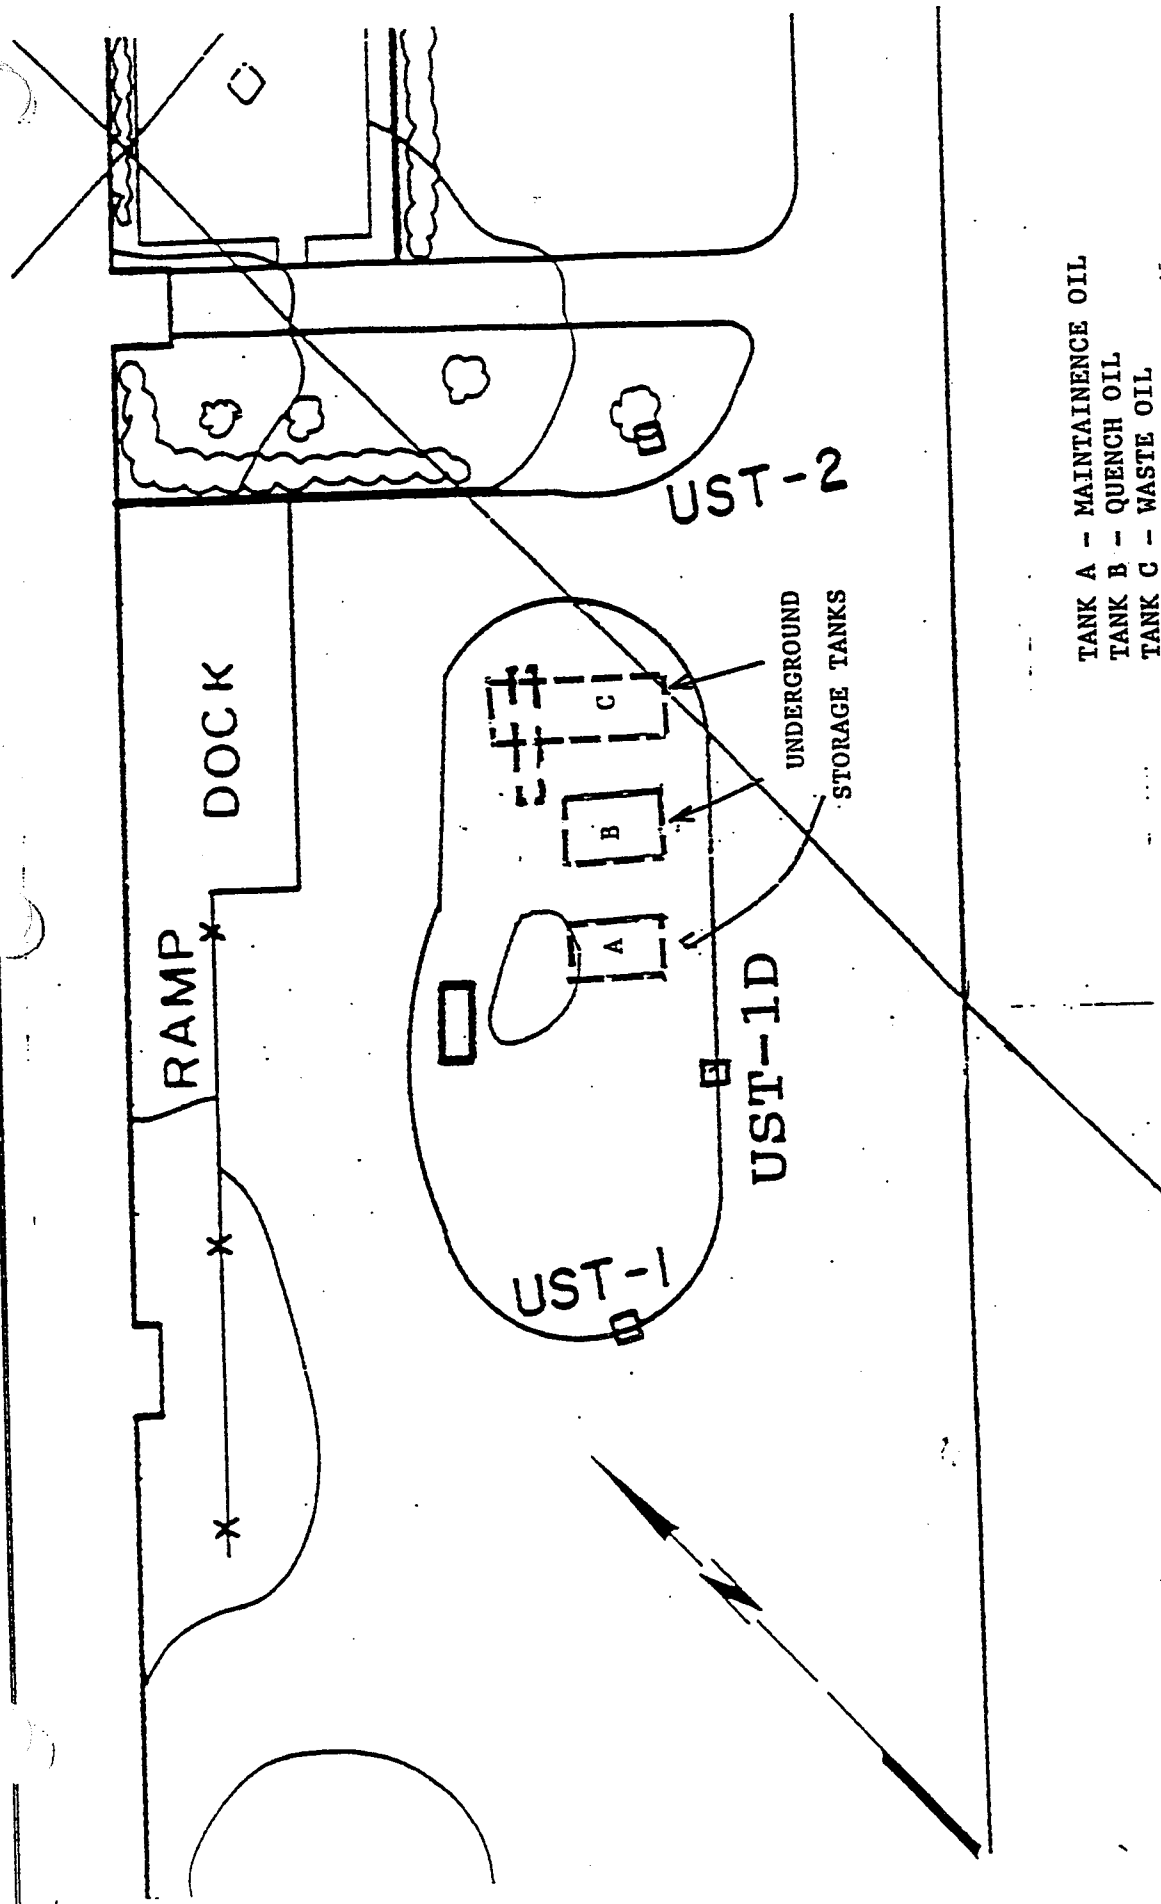 RAMP
DOCK
UST-2
C
B
A
UNDERGROUND
STORAGE TANKS
UST-1D
UST-1
N
TANK A - MAINTAINENCE OIL
TANK B - QUENCH OIL
TANK C - WASTE OIL